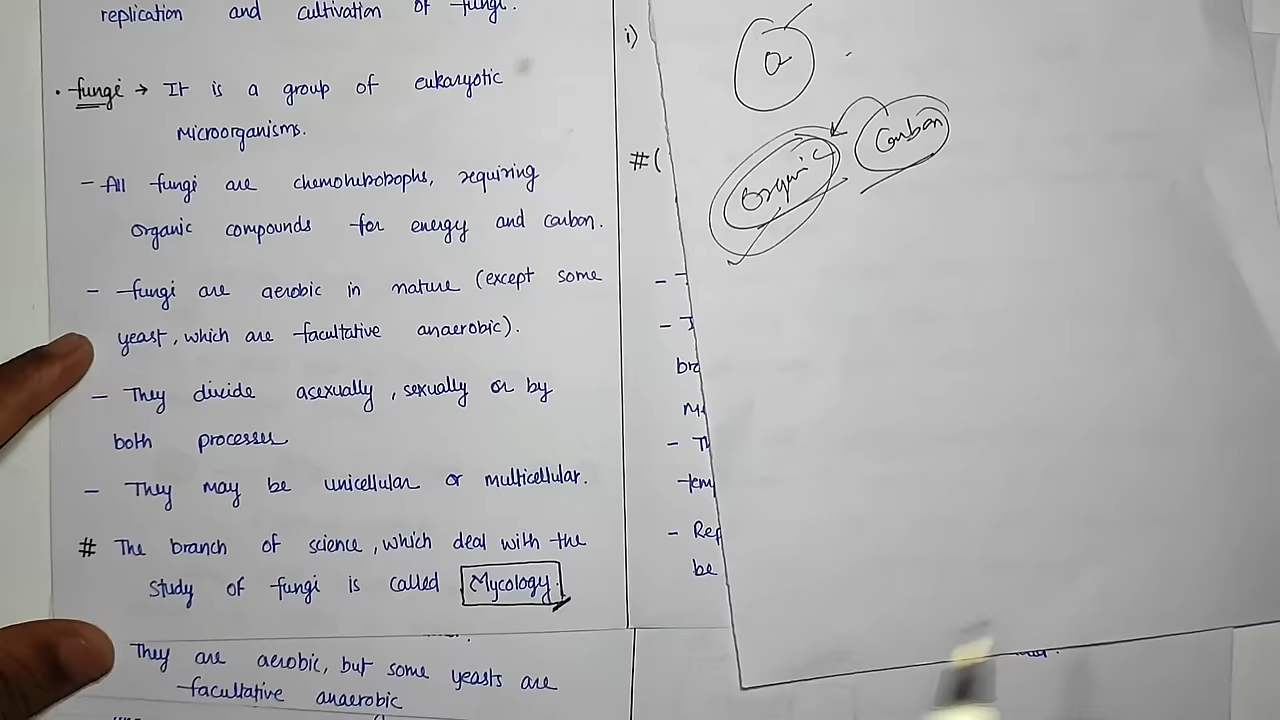 replication and cultivation of fungi.
• fungi → It is a group of eukaryotic
Microorganisms.
- All fungi are chemohetrotrophs, requiring
organic compounds for energy and carbon.
- fungi are aerobic in nature (except some
yeast, which are facultative anaerobic).
- They divide asexually, sexually or by
both processes
- They may be unicellular or multicellular.
# The branch of science, which deal with the
study of fungi is called Mycology.
They are aerobic, but some yeasts are
facultative anaerobic
i)
#(
-
-
bro
-
tem
- Rep
be
Carbon
Organic